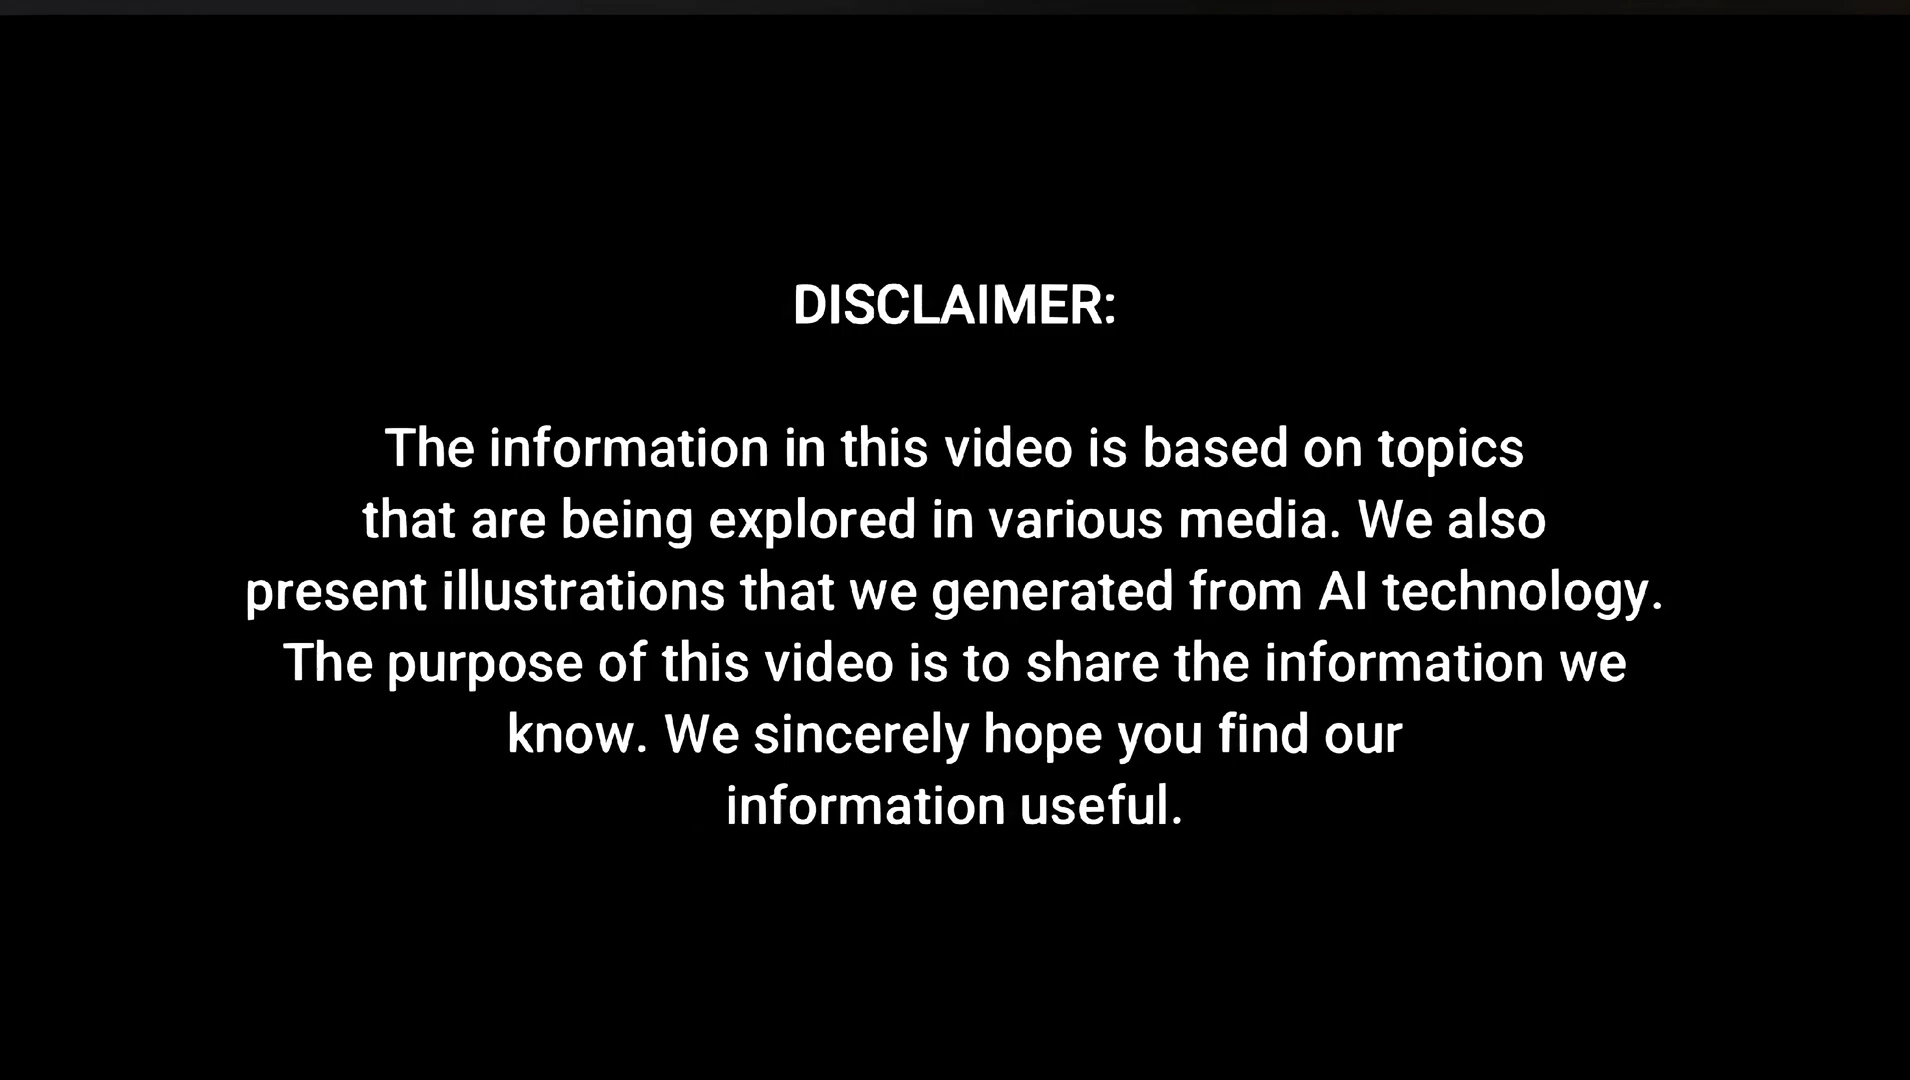 DISCLAIMER:
The information in this video is based on topics
that are being explored in various media. We also
present illustrations that we generated from AI technology.
The purpose of this video is to share the information we
know. We sincerely hope you find our
information useful.